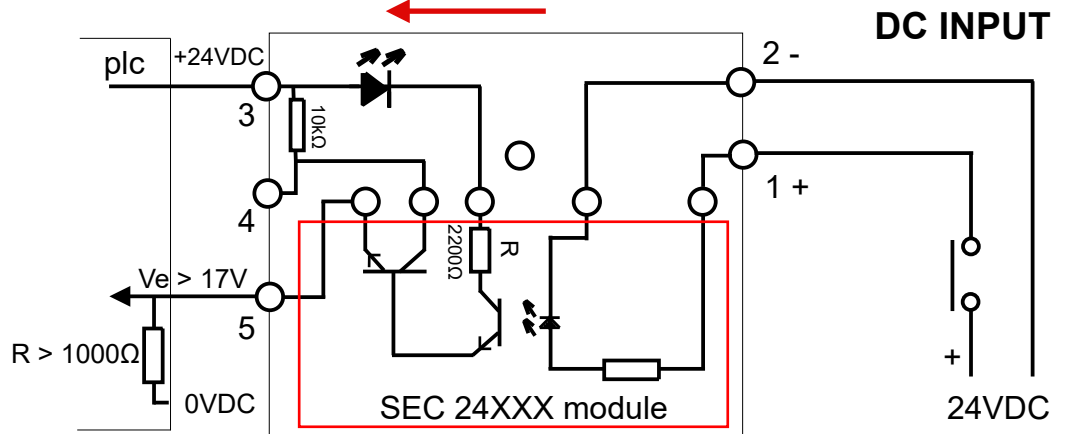 DC INPUT
plc
+24VDC
2 -
3
10kΩ
1 +
4
2200Ω
R
Ve > 17V
5
+
R > 1000Ω
0VDC
SEC 24XXX module
24VDC